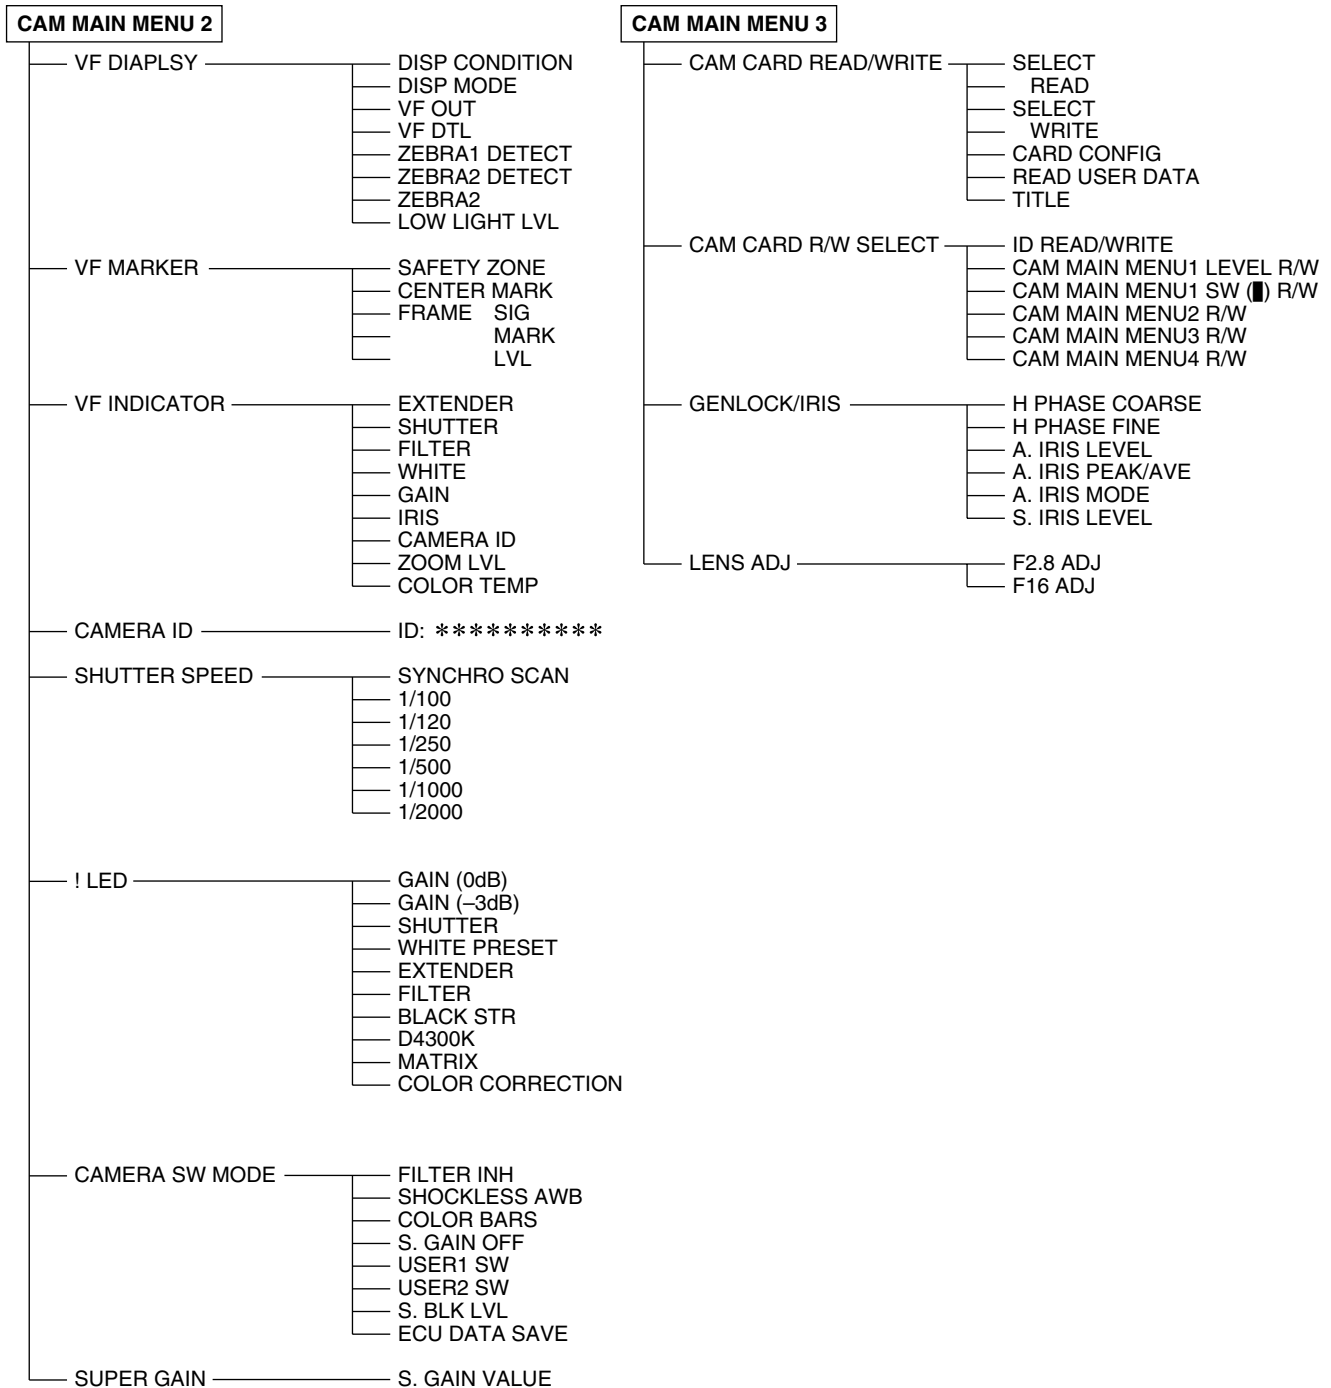 CAM MAIN MENU 2
VF DIAPLSY
DISP CONDITION
DISP MODE
VF OUT
VF DTL
ZEBRA1 DETECT
ZEBRA2 DETECT
ZEBRA2
LOW LIGHT LVL
VF MARKER
SAFETY ZONE
CENTER MARK
FRAME SIG
MARK
LVL
VF INDICATOR
EXTENDER
SHUTTER
FILTER
WHITE
GAIN
IRIS
CAMERA ID
ZOOM LVL
COLOR TEMP
CAMERA ID
ID: **********
SHUTTER SPEED
SYNCHRO SCAN
1/100
1/120
1/250
1/500
1/1000
1/2000
! LED
GAIN (0dB)
GAIN (–3dB)
SHUTTER
WHITE PRESET
EXTENDER
FILTER
BLACK STR
D4300K
MATRIX
COLOR CORRECTION
CAMERA SW MODE
FILTER INH
SHOCKLESS AWB
COLOR BARS
S. GAIN OFF
USER1 SW
USER2 SW
S. BLK LVL
ECU DATA SAVE
SUPER GAIN
S. GAIN VALUE
CAM MAIN MENU 3
CAM CARD READ/WRITE
SELECT
READ
SELECT
WRITE
CARD CONFIG
READ USER DATA
TITLE
CAM CARD R/W SELECT
ID READ/WRITE
CAM MAIN MENU1 LEVEL R/W
CAM MAIN MENU1 SW (▮) R/W
CAM MAIN MENU2 R/W
CAM MAIN MENU3 R/W
CAM MAIN MENU4 R/W
GENLOCK/IRIS
H PHASE COARSE
H PHASE FINE
A. IRIS LEVEL
A. IRIS PEAK/AVE
A. IRIS MODE
S. IRIS LEVEL
LENS ADJ
F2.8 ADJ
F16 ADJ